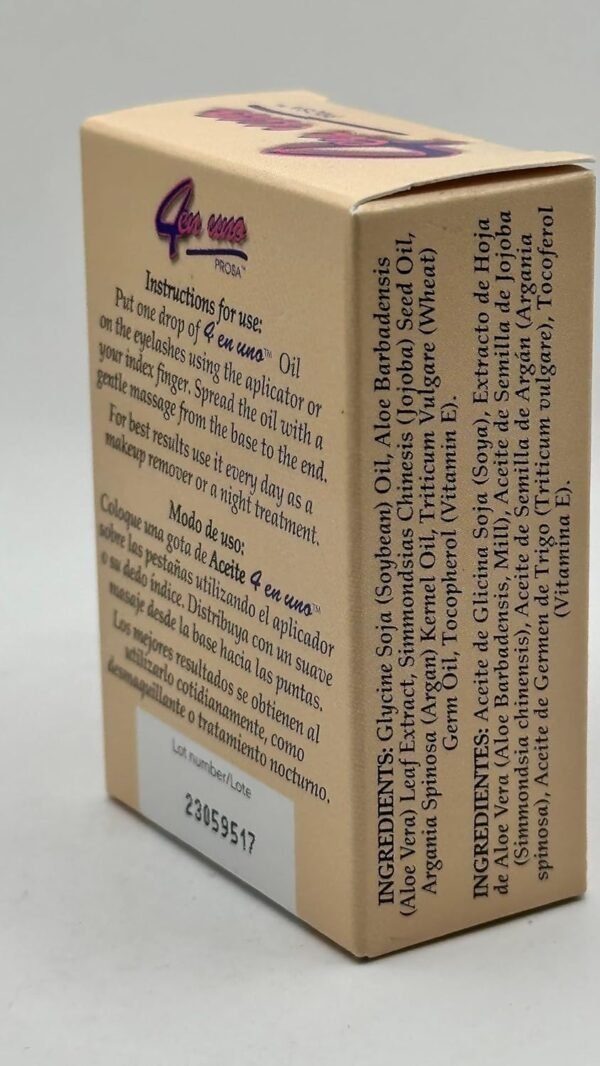 4 en uno
PROSA™
Instructions for use:
Put one drop of 4 en uno™ Oil
on the eyelashes using the aplicator or
your index finger. Spread the oil with a
gentle massage from the base to the end.
For best results use it every day as a
makeup remover or a night treatment.
Modo de uso:
Coloque una gota de Aceite 4 en uno™
sobre las pestañas utilizando el aplicador
o su dedo índice. Distribuya con un suave
masaje desde la base hacia las puntas.
Los mejores resultados se obtienen al
utilizarlo cotidianamente, como
desmaquillante o tratamiento nocturno.
Lot number/Lote
23059517
INGREDIENTS: Glycine Soja (Soybean) Oil, Aloe Barbadensis
(Aloe Vera) Leaf Extract, Simmondsias Chinesis (Jojoba) Seed Oil,
Argania Spinosa (Argan) Kernel Oil, Triticum Vulgare (Wheat)
Germ Oil, Tocopherol (Vitamin E).
INGREDIENTES: Aceite de Glicina Soja (Soya), Extracto de Hoja
de Aloe Vera (Aloe Barbadensis, Mill), Aceite de Semilla de Jojoba
(Simmondsia chinensis), Aceite de Semilla de Argán (Argania
spinosa), Aceite de Germen de Trigo (Triticum vulgare), Tocoferol
(Vitamina E).
4 en uno
PROSA™